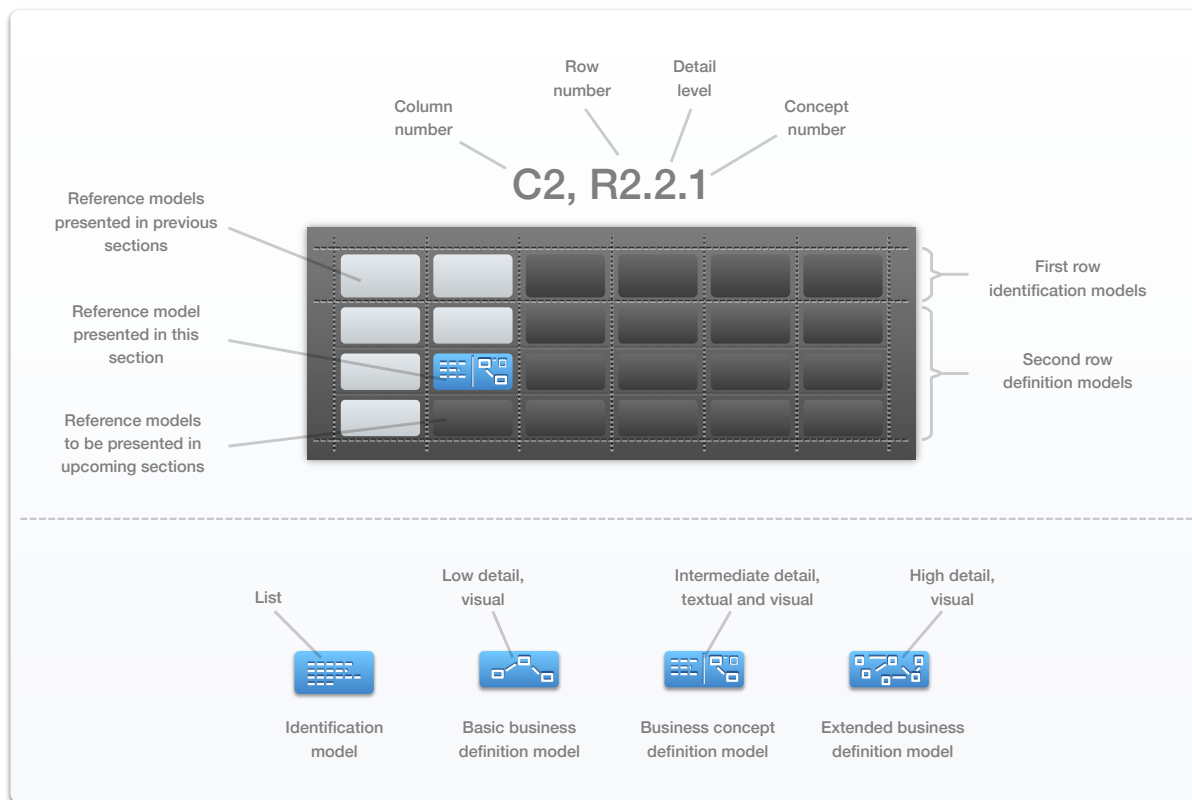 Row
number
Detail
level
Column
number
Concept
number
C2, R2.2.1
Reference models
presented in previous
sections
First row
identification models
Reference model
presented in this
section
Second row
definition models
Reference models
to be presented in
upcoming sections
List
Low detail,
visual
Intermediate detail,
textual and visual
High detail,
visual
Identification
model
Basic business
definition model
Business concept
definition model
Extended business
definition model